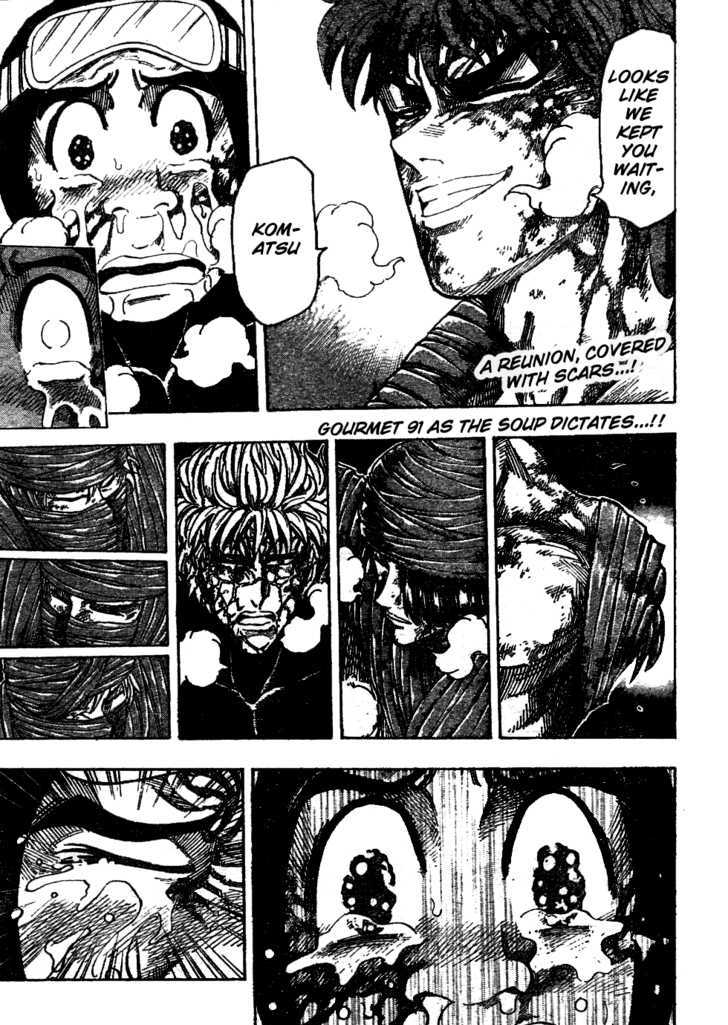 LOOKS
LIKE
WE
KEPT
YOU
WAIT-
ING,
KOM-
ATSU
A REUNION, COVERED
WITH SCARS...!
GOURMET 91 AS THE SOUP DICTATES...!!